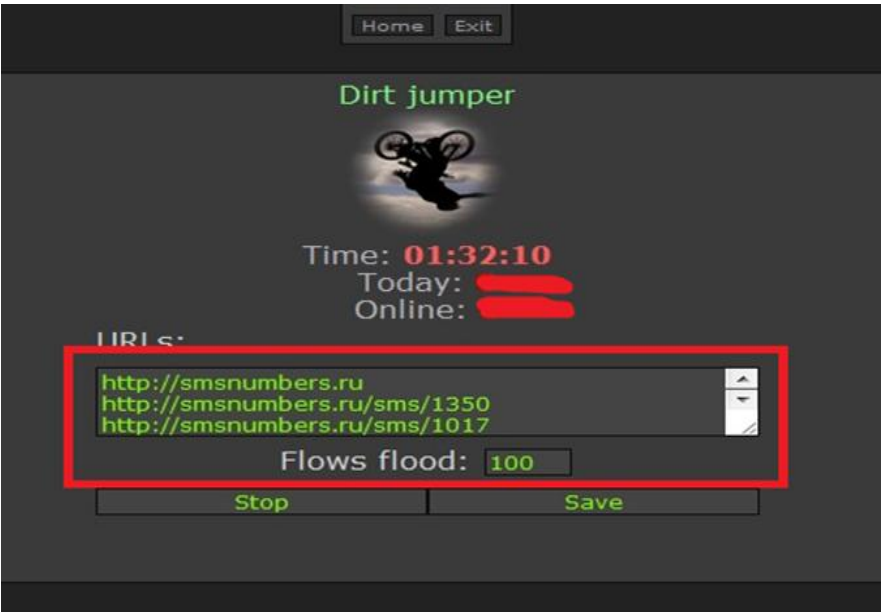 Home Exit
Dirt jumper
Time: 01:32:10
Today:
Online:
URLs:
http://smsnumbers.ru
http://smsnumbers.ru/sms/1350
http://smsnumbers.ru/sms/1017
Flows flood: 100
Stop Save